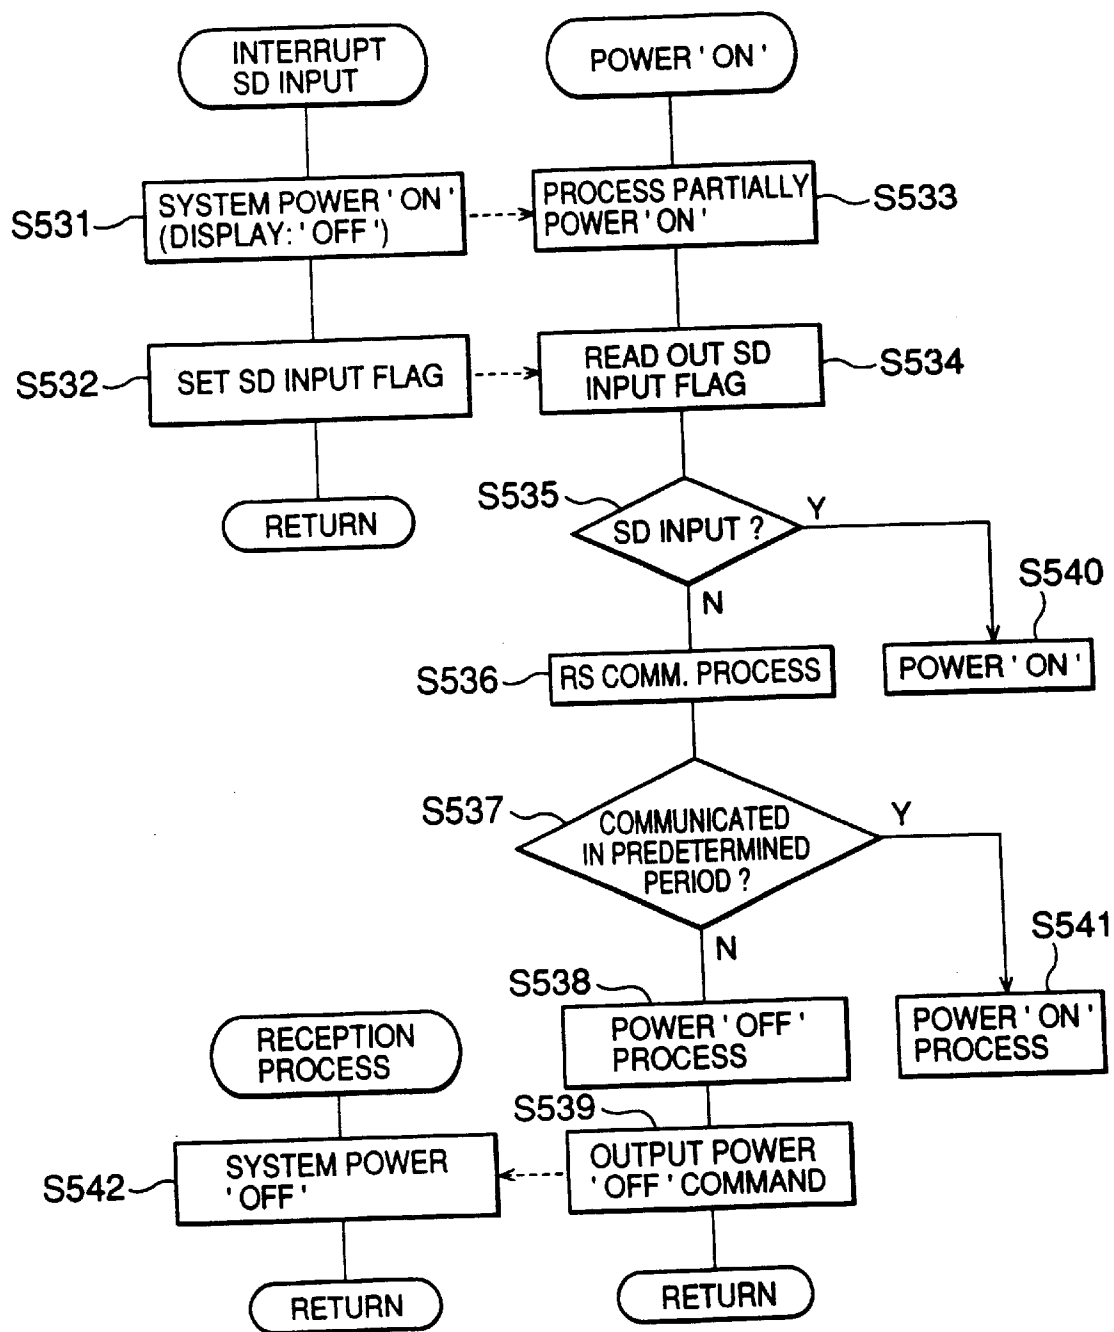 INTERRUPT
SD INPUT
POWER ' ON '
S531
SYSTEM POWER ' ON '
(DISPLAY: ' OFF ')
PROCESS PARTIALLY
POWER ' ON '
S533
S532
SET SD INPUT FLAG
READ OUT SD
INPUT FLAG
S534
RETURN
S535
SD INPUT ?
Y
N
S540
POWER ' ON '
S536
RS COMM. PROCESS
S537
COMMUNICATED
IN PREDETERMINED
PERIOD ?
Y
N
S541
POWER ' ON '
PROCESS
S538
POWER ' OFF '
PROCESS
RECEPTION
PROCESS
S539
OUTPUT POWER
' OFF ' COMMAND
S542
SYSTEM POWER
' OFF '
RETURN
RETURN